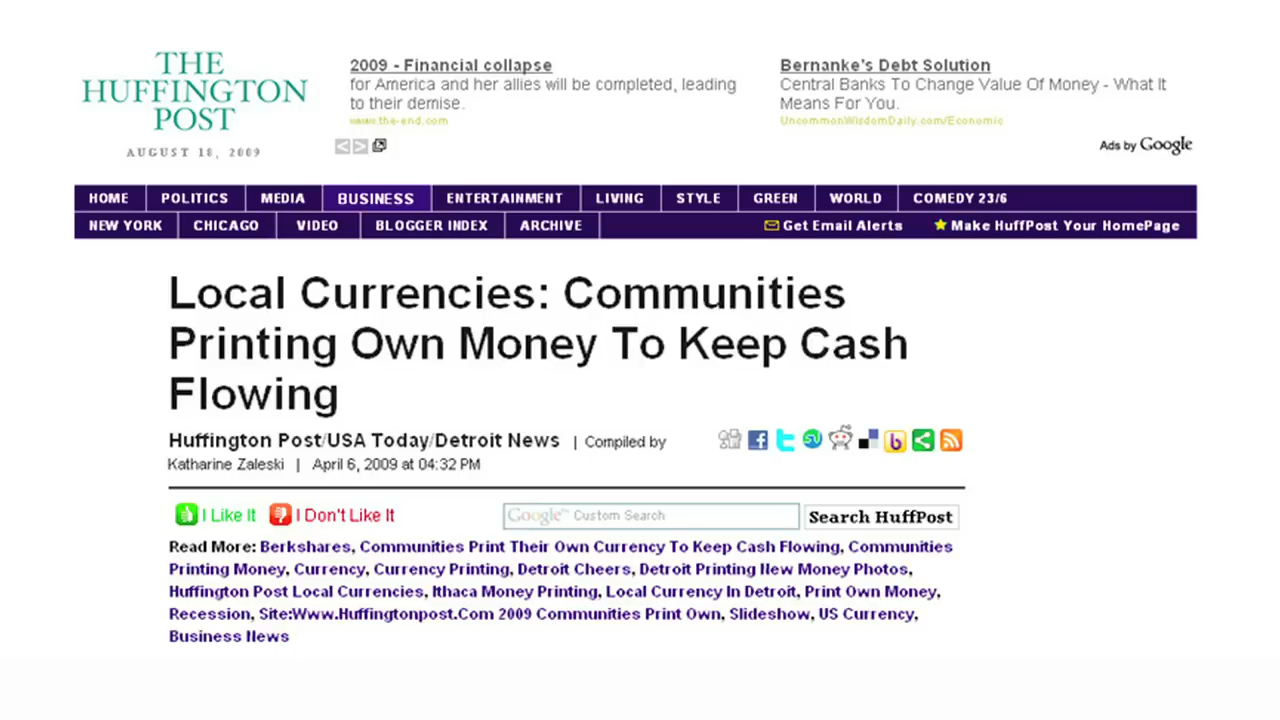 THE
HUFFINGTON
POST
AUGUST 18, 2009
2009 - Financial collapse
for America and her allies will be completed, leading
to their demise.
www.the-end.com
Bernanke's Debt Solution
Central Banks To Change Value Of Money - What It
Means For You.
UncommonWisdomDaily.com/Economic
< >
Ads by Google
HOME POLITICS MEDIA BUSINESS ENTERTAINMENT LIVING STYLE GREEN WORLD COMEDY 23/6
NEW YORK CHICAGO VIDEO BLOGGER INDEX ARCHIVE Get Email Alerts Make HuffPost Your HomePage
Local Currencies: Communities
Printing Own Money To Keep Cash
Flowing
Huffington Post/USA Today/Detroit News | Compiled by
Katharine Zaleski | April 6, 2009 at 04:32 PM
I Like It I Don't Like It Google™ Custom Search Search HuffPost
Read More: Berkshares, Communities Print Their Own Currency To Keep Cash Flowing, Communities
Printing Money, Currency, Currency Printing, Detroit Cheers, Detroit Printing New Money Photos,
Huffington Post Local Currencies, Ithaca Money Printing, Local Currency In Detroit, Print Own Money,
Recession, Site:Www.Huffingtonpost.Com 2009 Communities Print Own, Slideshow, US Currency,
Business News